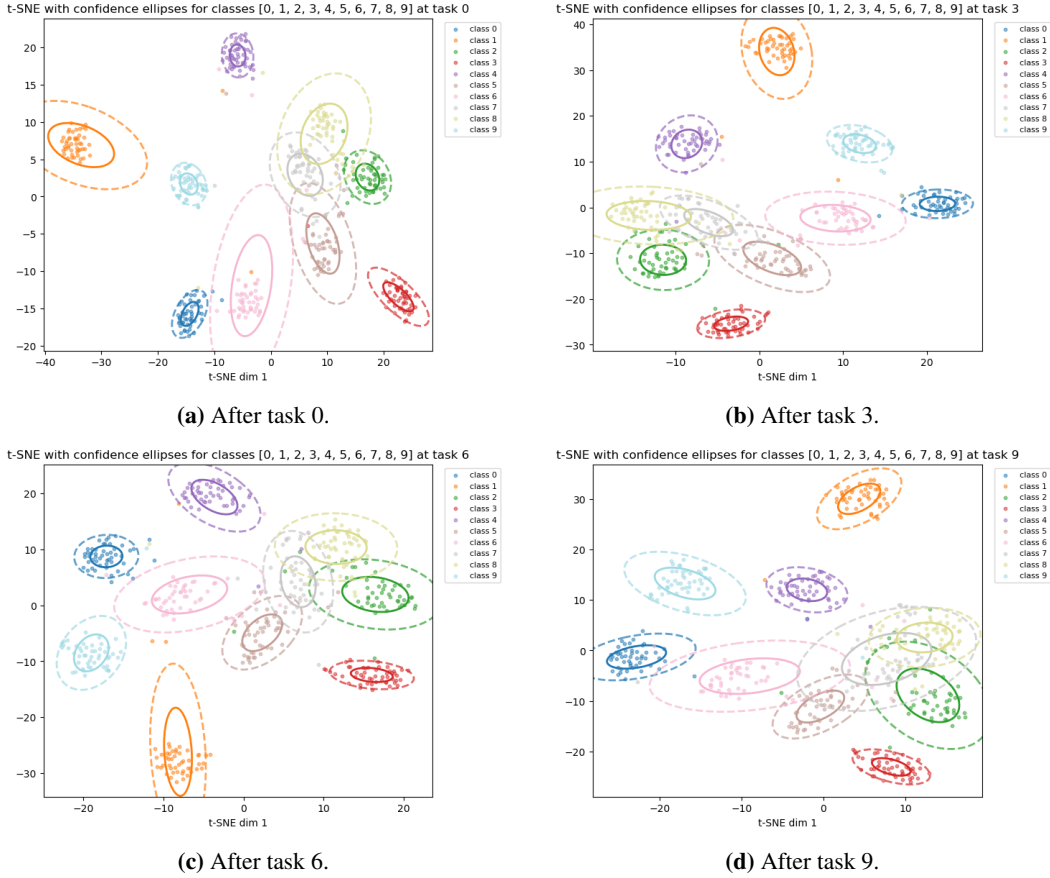 t-SNE with confidence ellipses for classes [0, 1, 2, 3, 4, 5, 6, 7, 8, 9] at task 0
20
15
10
5
0
−5
−10
−15
−20
−40
−30
−20
−10
0
10
20
t-SNE dim 1
class 0
class 1
class 2
class 3
class 4
class 5
class 6
class 7
class 8
class 9
(a) After task 0.
t-SNE with confidence ellipses for classes [0, 1, 2, 3, 4, 5, 6, 7, 8, 9] at task 3
40
30
20
10
0
−10
−20
−30
−10
0
10
20
t-SNE dim 1
class 0
class 1
class 2
class 3
class 4
class 5
class 6
class 7
class 8
class 9
(b) After task 3.
t-SNE with confidence ellipses for classes [0, 1, 2, 3, 4, 5, 6, 7, 8, 9] at task 6
20
10
0
−10
−20
−30
−20
−10
0
10
20
t-SNE dim 1
class 0
class 1
class 2
class 3
class 4
class 5
class 6
class 7
class 8
class 9
(c) After task 6.
t-SNE with confidence ellipses for classes [0, 1, 2, 3, 4, 5, 6, 7, 8, 9] at task 9
30
20
10
0
−10
−20
−20
−10
0
10
t-SNE dim 1
class 0
class 1
class 2
class 3
class 4
class 5
class 6
class 7
class 8
class 9
(d) After task 9.